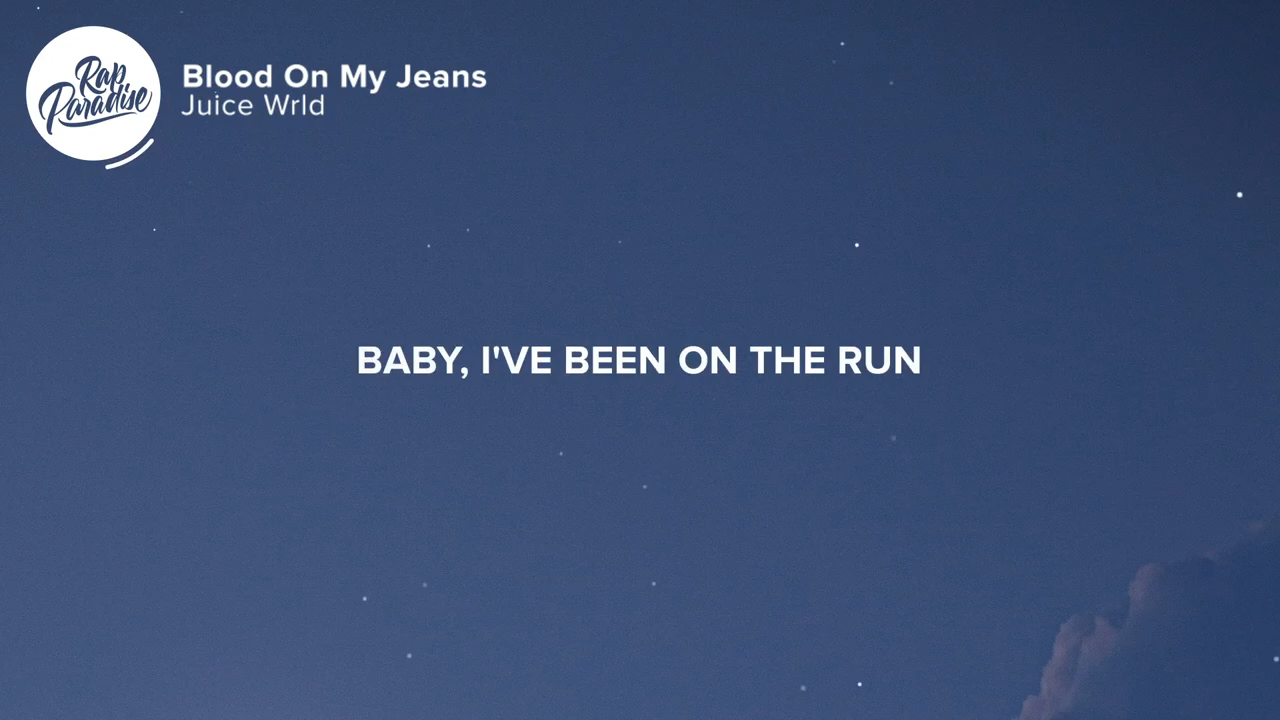 Rap
Paradise
Blood On My Jeans
Juice Wrld
BABY, I'VE BEEN ON THE RUN